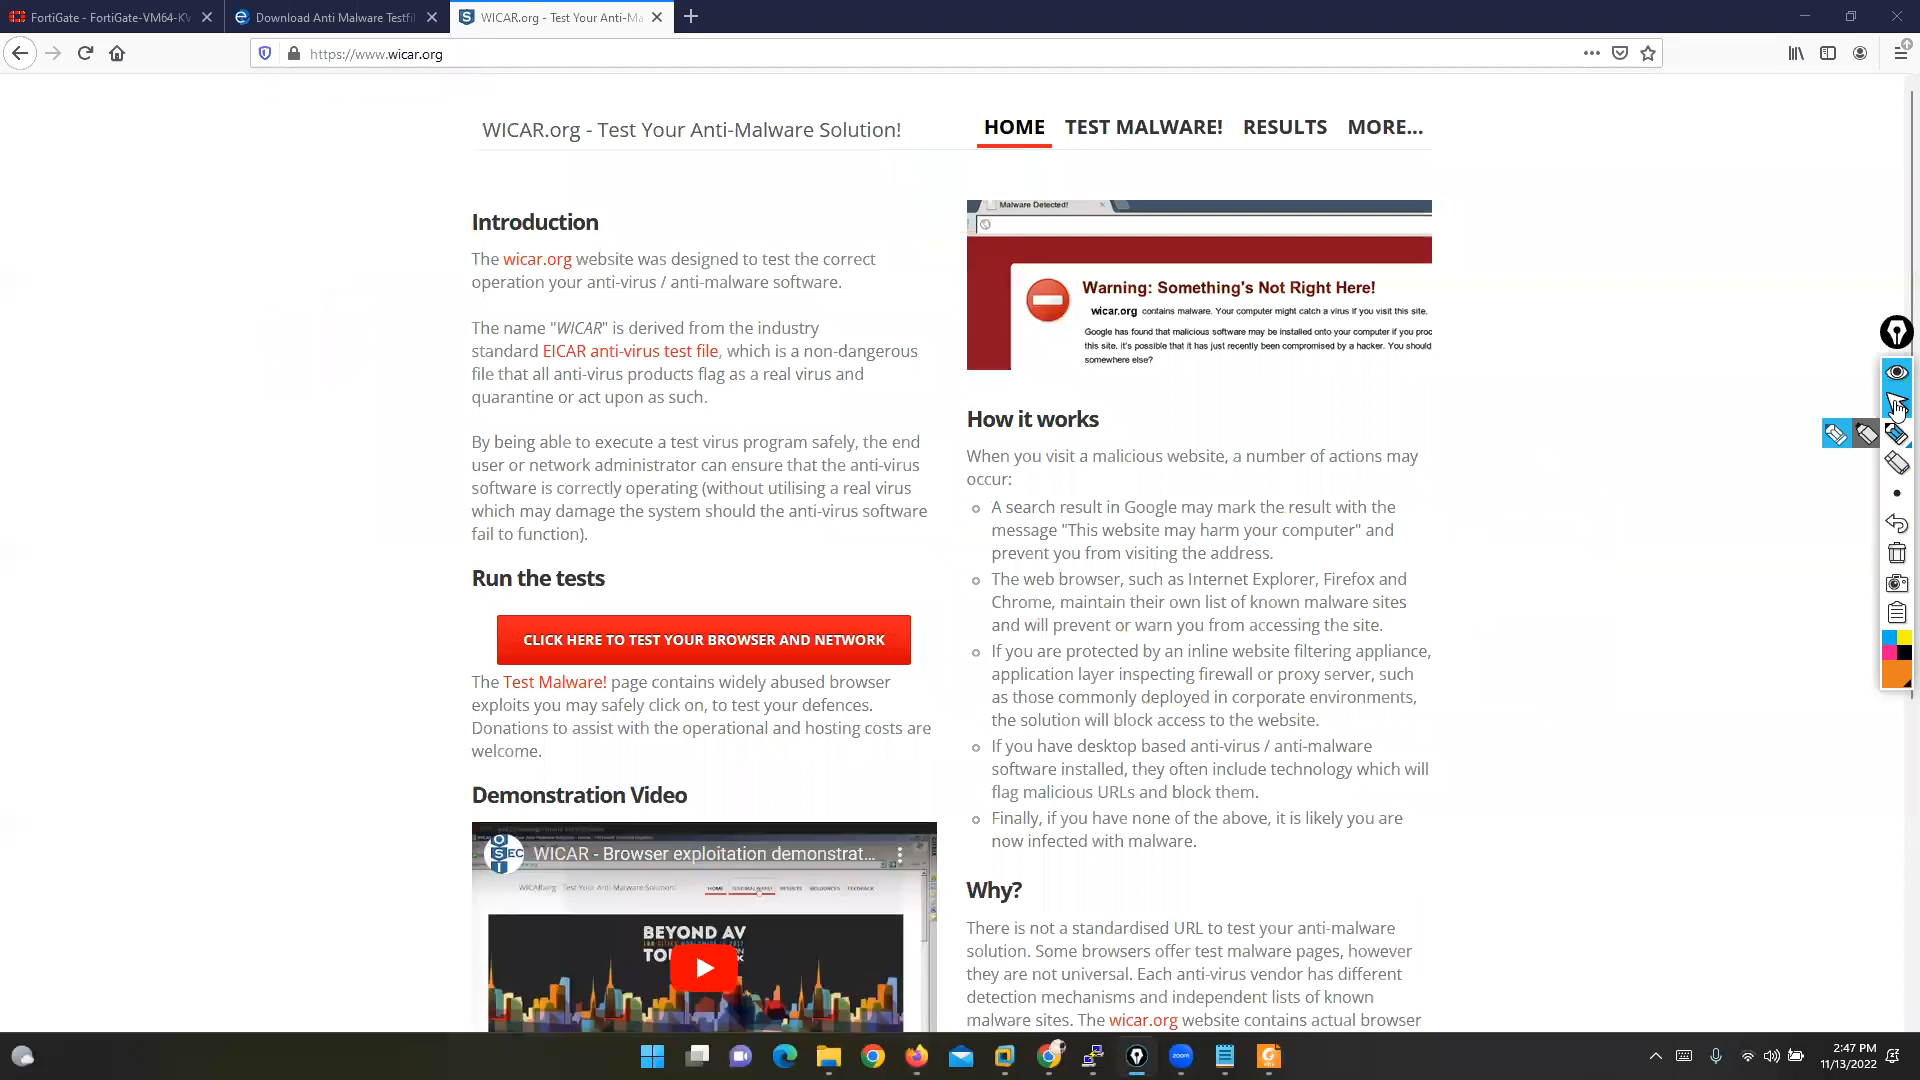 FortiGate - FortiGate-VM64-KV
Download Anti Malware Testfil
WICAR.org - Test Your Anti-Ma
https://www.wicar.org
WICAR.org - Test Your Anti-Malware Solution!
HOME TEST MALWARE! RESULTS MORE...
Introduction
The wicar.org website was designed to test the correct
operation your anti-virus / anti-malware software.
The name "WICAR" is derived from the industry
standard EICAR anti-virus test file, which is a non-dangerous
file that all anti-virus products flag as a real virus and
quarantine or act upon as such.
By being able to execute a test virus program safely, the end
user or network administrator can ensure that the anti-virus
software is correctly operating (without utilising a real virus
which may damage the system should the anti-virus software
fail to function).
Run the tests
CLICK HERE TO TEST YOUR BROWSER AND NETWORK
The Test Malware! page contains widely abused browser
exploits you may safely click on, to test your defences.
Donations to assist with the operational and hosting costs are
welcome.
Demonstration Video
OSECI
WICAR - Browser exploitation demonstrat...
WICAR.org - Test Your Anti-Malware Solution!
HOME TEST MALWARE! RESULTS RESOURCES FEEDBACK
BEYOND AV
Malware Detected!
Warning: Something's Not Right Here!
wicar.org contains malware. Your computer might catch a virus if you visit this site.
Google has found that malicious software may be installed onto your computer if you proc
this site, it's possible that it has just recently been compromised by a hacker. You should
somewhere else?
How it works
When you visit a malicious website, a number of actions may
occur:
A search result in Google may mark the result with the
message "This website may harm your computer" and
prevent you from visiting the address.
The web browser, such as Internet Explorer, Firefox and
Chrome, maintain their own list of known malware sites
and will prevent or warn you from accessing the site.
If you are protected by an inline website filtering appliance,
application layer inspecting firewall or proxy server, such
as those commonly deployed in corporate environments,
the solution will block access to the website.
If you have desktop based anti-virus / anti-malware
software installed, they often include technology which will
flag malicious URLs and block them.
Finally, if you have none of the above, it is likely you are
now infected with malware.
Why?
There is not a standardised URL to test your anti-malware
solution. Some browsers offer test malware pages, however
they are not universal. Each anti-virus vendor has different
detection mechanisms and independent lists of known
malware sites. The wicar.org website contains actual browser
zoom
2:47 PM
11/13/2022